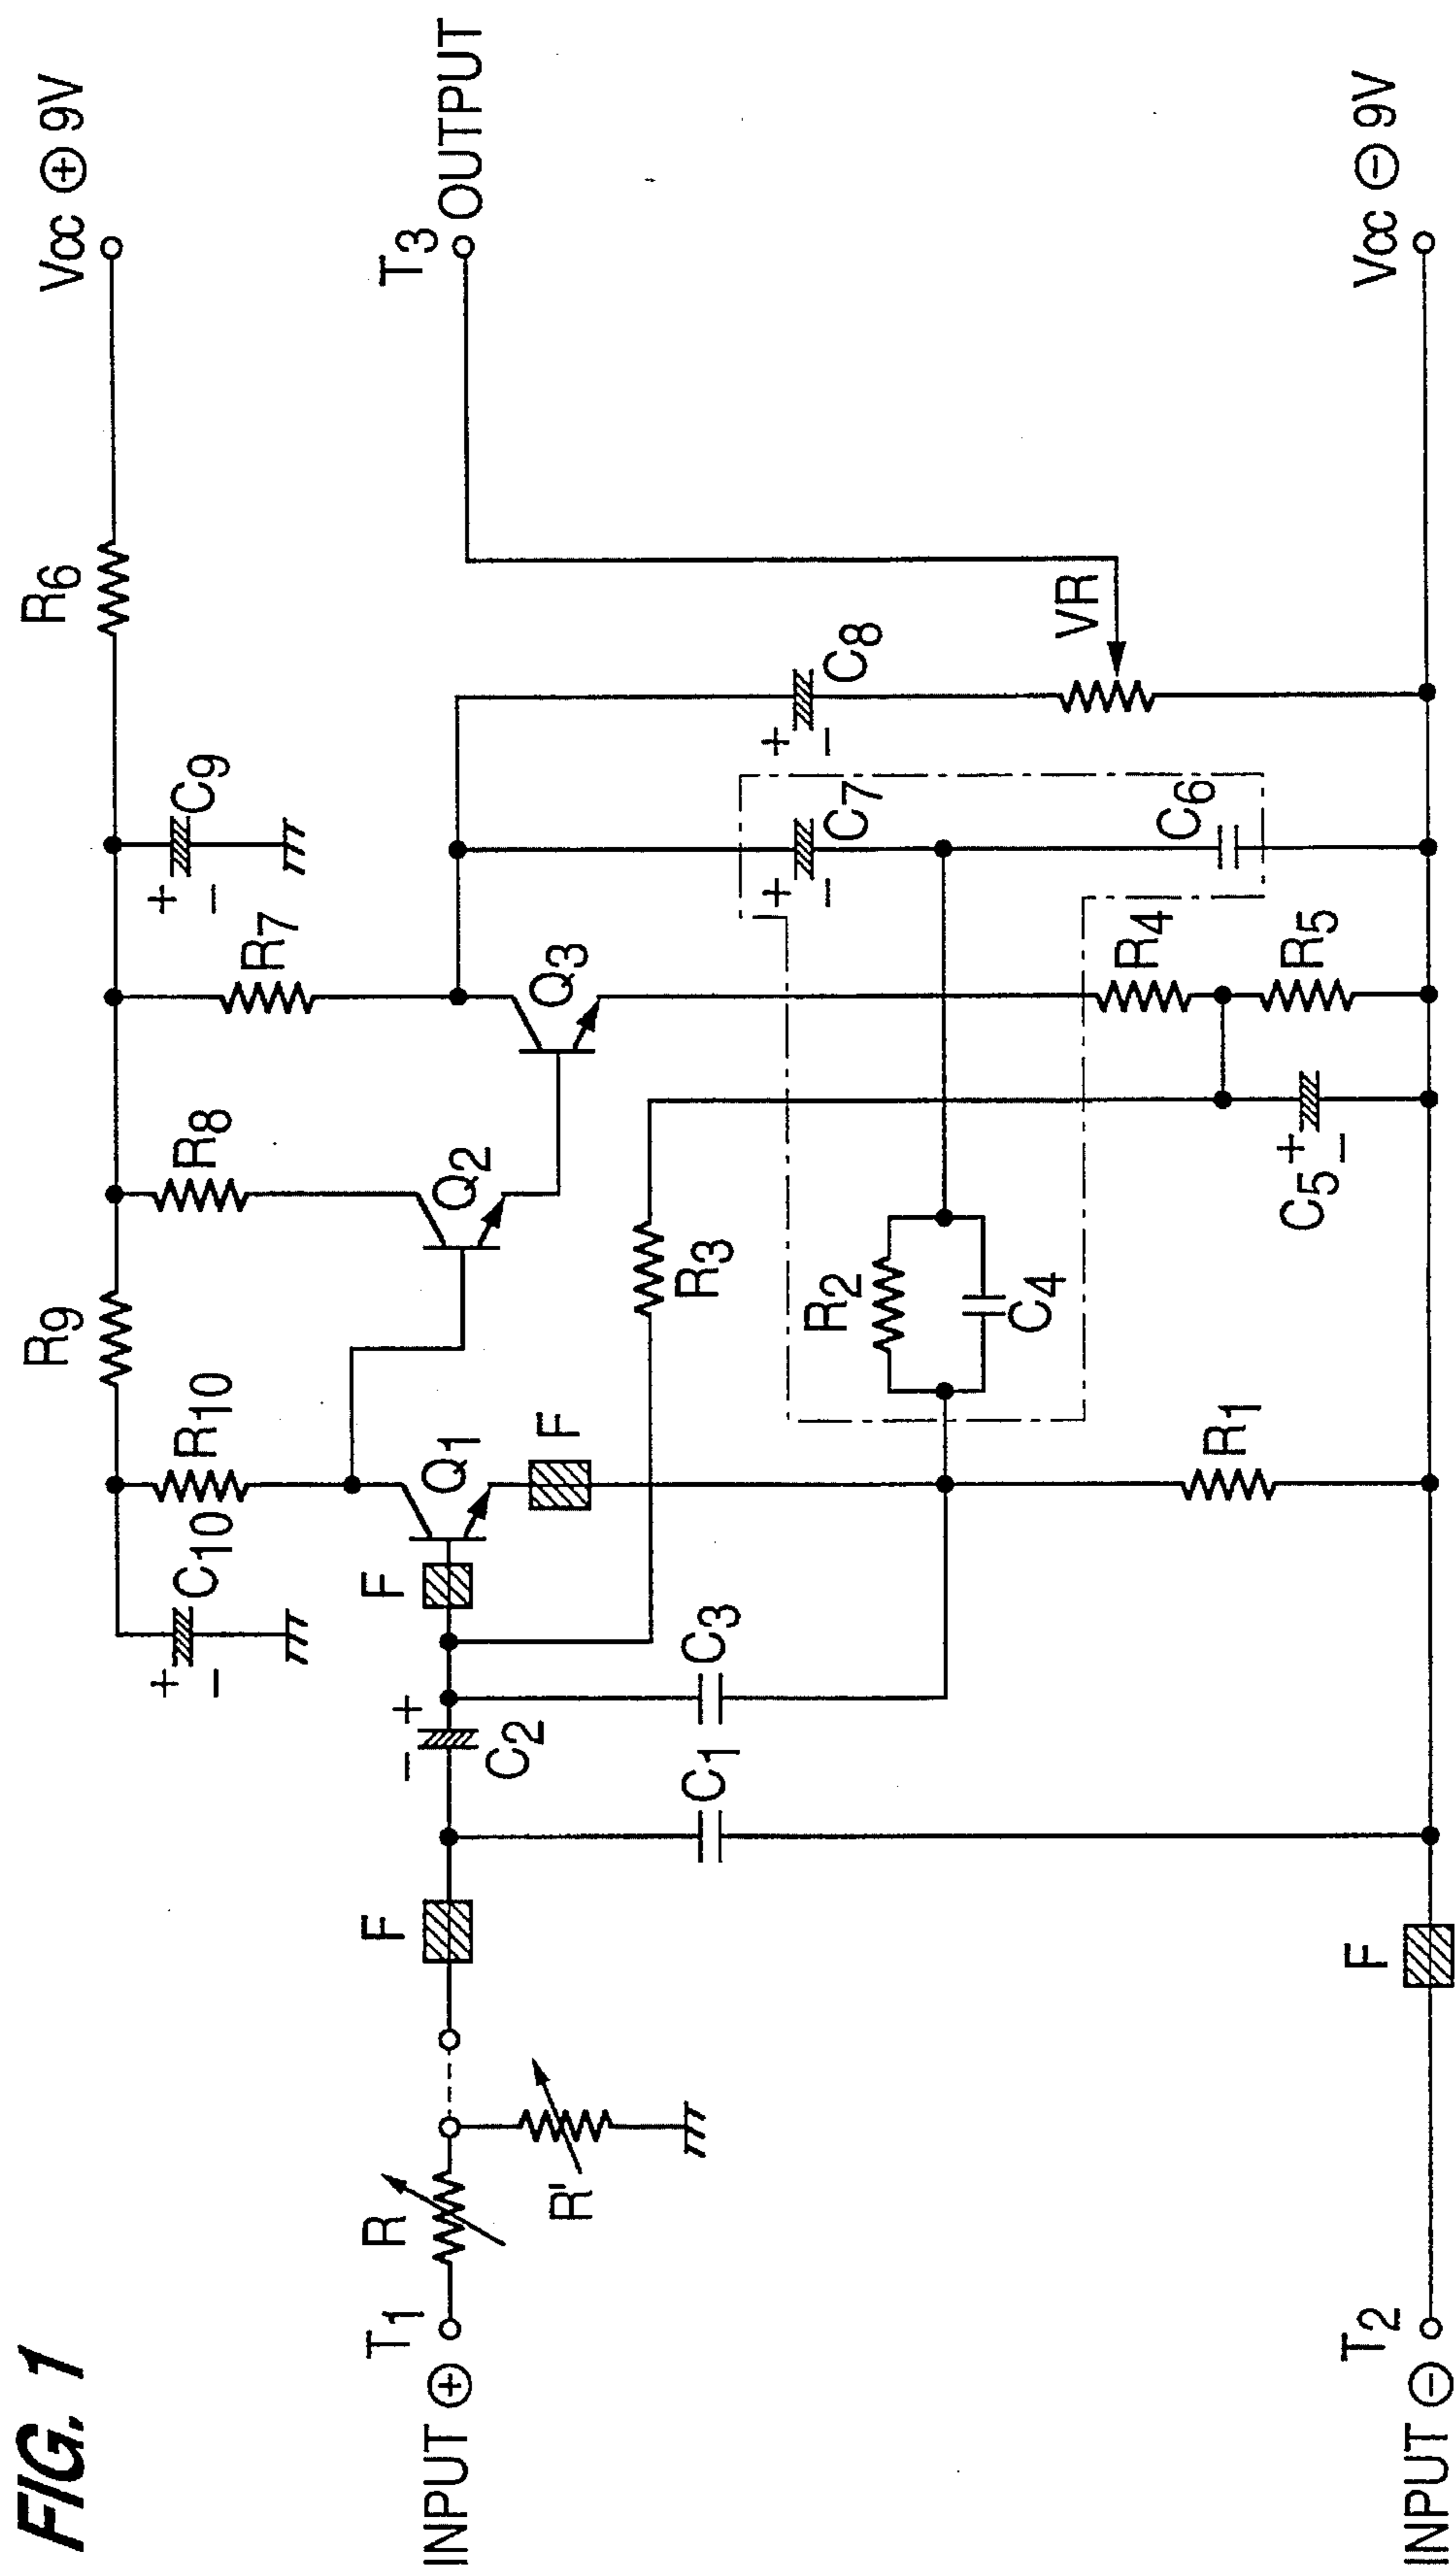 FIG. 1
Vcc ⊕ 9V
R6
C9
+
−
R9
R7
R8
R10
C10
+
−
T3 OUTPUT
Q3
Q2
Q1
F
F
F
− +
C2
T1
INPUT ⊕
R
R'
R3
C3
C1
C8
+
−
C7
+
−
R2
C4
VR
C6
R4
R5
C5
+
−
R1
F
T2
INPUT ⊖
Vcc ⊖ 9V